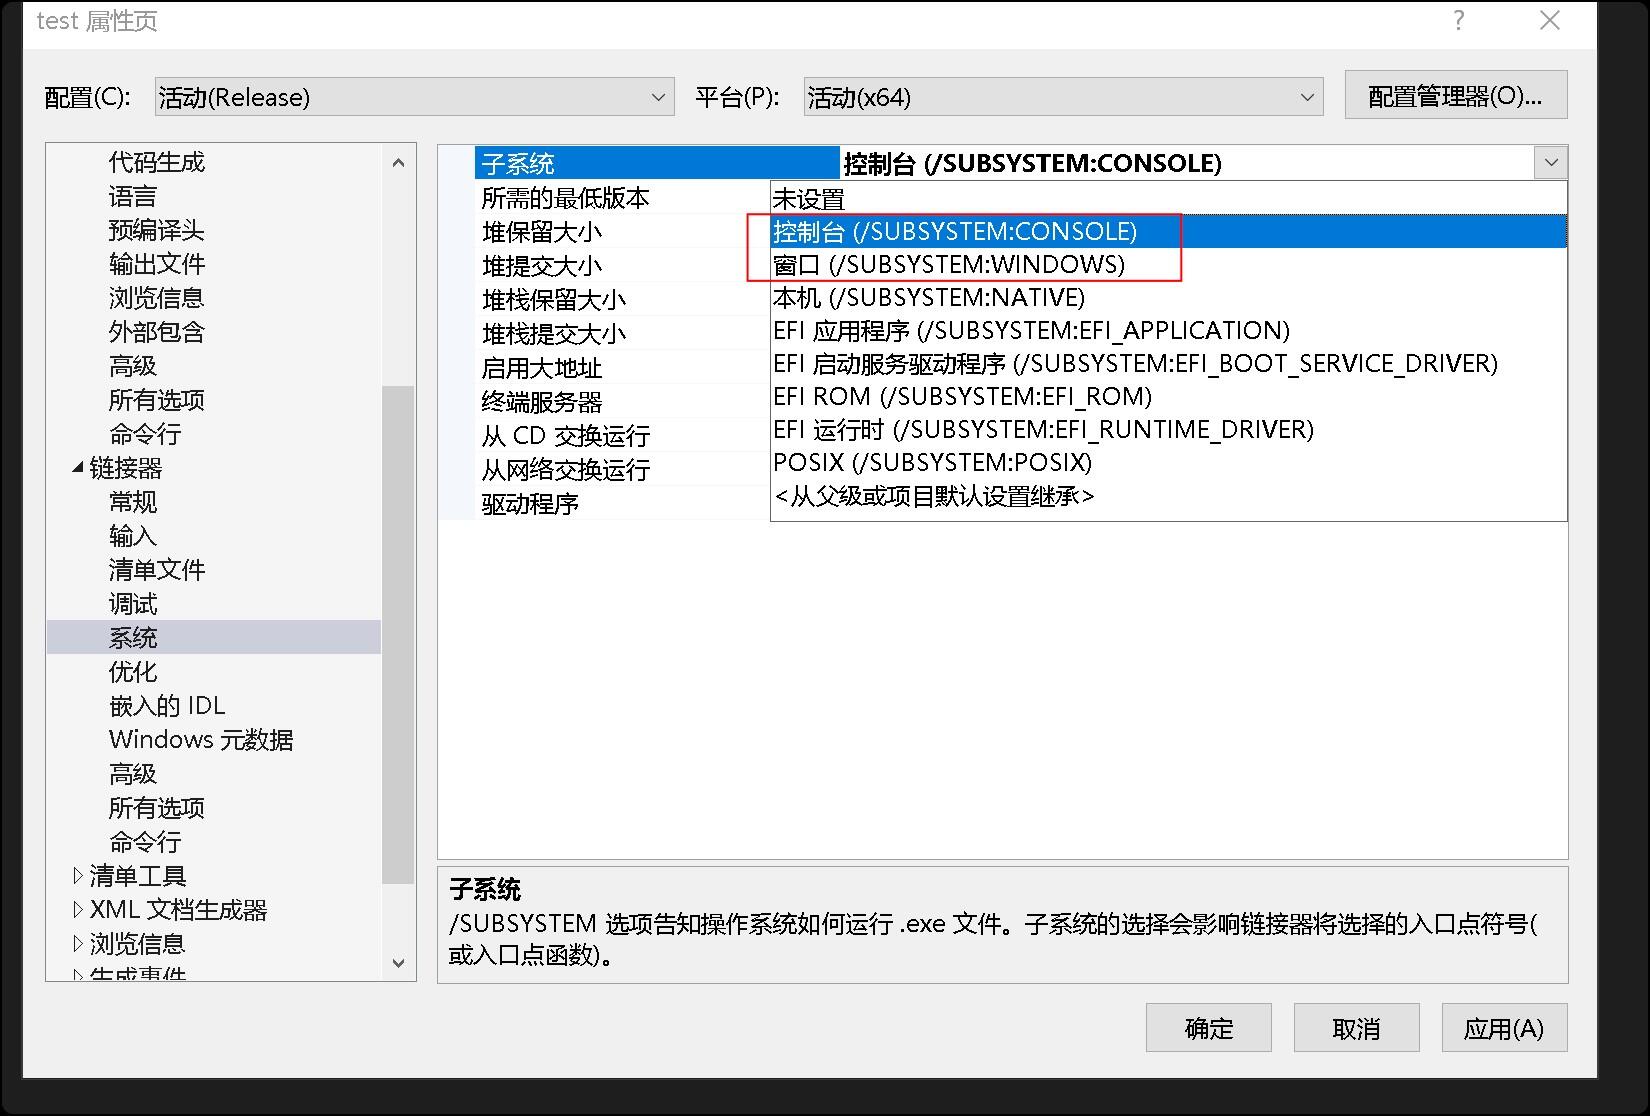 test 属性页
?
配置(C):
活动(Release)
平台(P):
活动(x64)
配置管理器(O)...
代码生成
语言
预编译头
输出文件
浏览信息
外部包含
高级
所有选项
命令行
链接器
常规
输入
清单文件
调试
系统
优化
嵌入的 IDL
Windows 元数据
高级
所有选项
命令行
清单工具
XML 文档生成器
浏览信息
生成事件
子系统
控制台 (/SUBSYSTEM:CONSOLE)
所需的最低版本
堆保留大小
堆提交大小
堆栈保留大小
堆栈提交大小
启用大地址
终端服务器
从 CD 交换运行
从网络交换运行
驱动程序
未设置
控制台 (/SUBSYSTEM:CONSOLE)
窗口 (/SUBSYSTEM:WINDOWS)
本机 (/SUBSYSTEM:NATIVE)
EFI 应用程序 (/SUBSYSTEM:EFI_APPLICATION)
EFI 启动服务驱动程序 (/SUBSYSTEM:EFI_BOOT_SERVICE_DRIVER)
EFI ROM (/SUBSYSTEM:EFI_ROM)
EFI 运行时 (/SUBSYSTEM:EFI_RUNTIME_DRIVER)
POSIX (/SUBSYSTEM:POSIX)
<从父级或项目默认设置继承>
子系统
/SUBSYSTEM 选项告知操作系统如何运行 .exe 文件。子系统的选择会影响链接器将选择的入口点符号(
或入口点函数)。
确定
取消
应用(A)